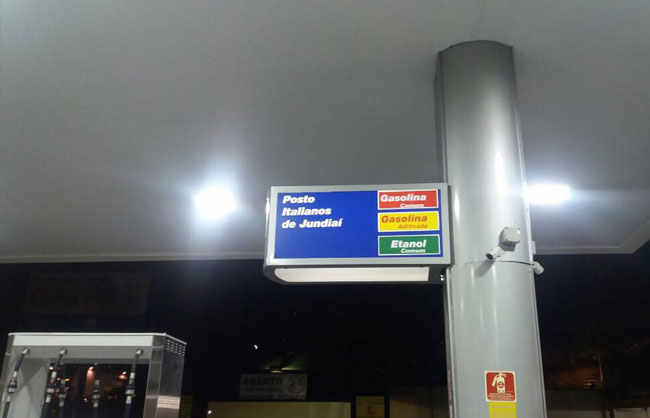 Posto
Italianos
de Jundiaí
Gasolina
Comum
Gasolina
Aditivada
Etanol
Comum
ABERTO
24